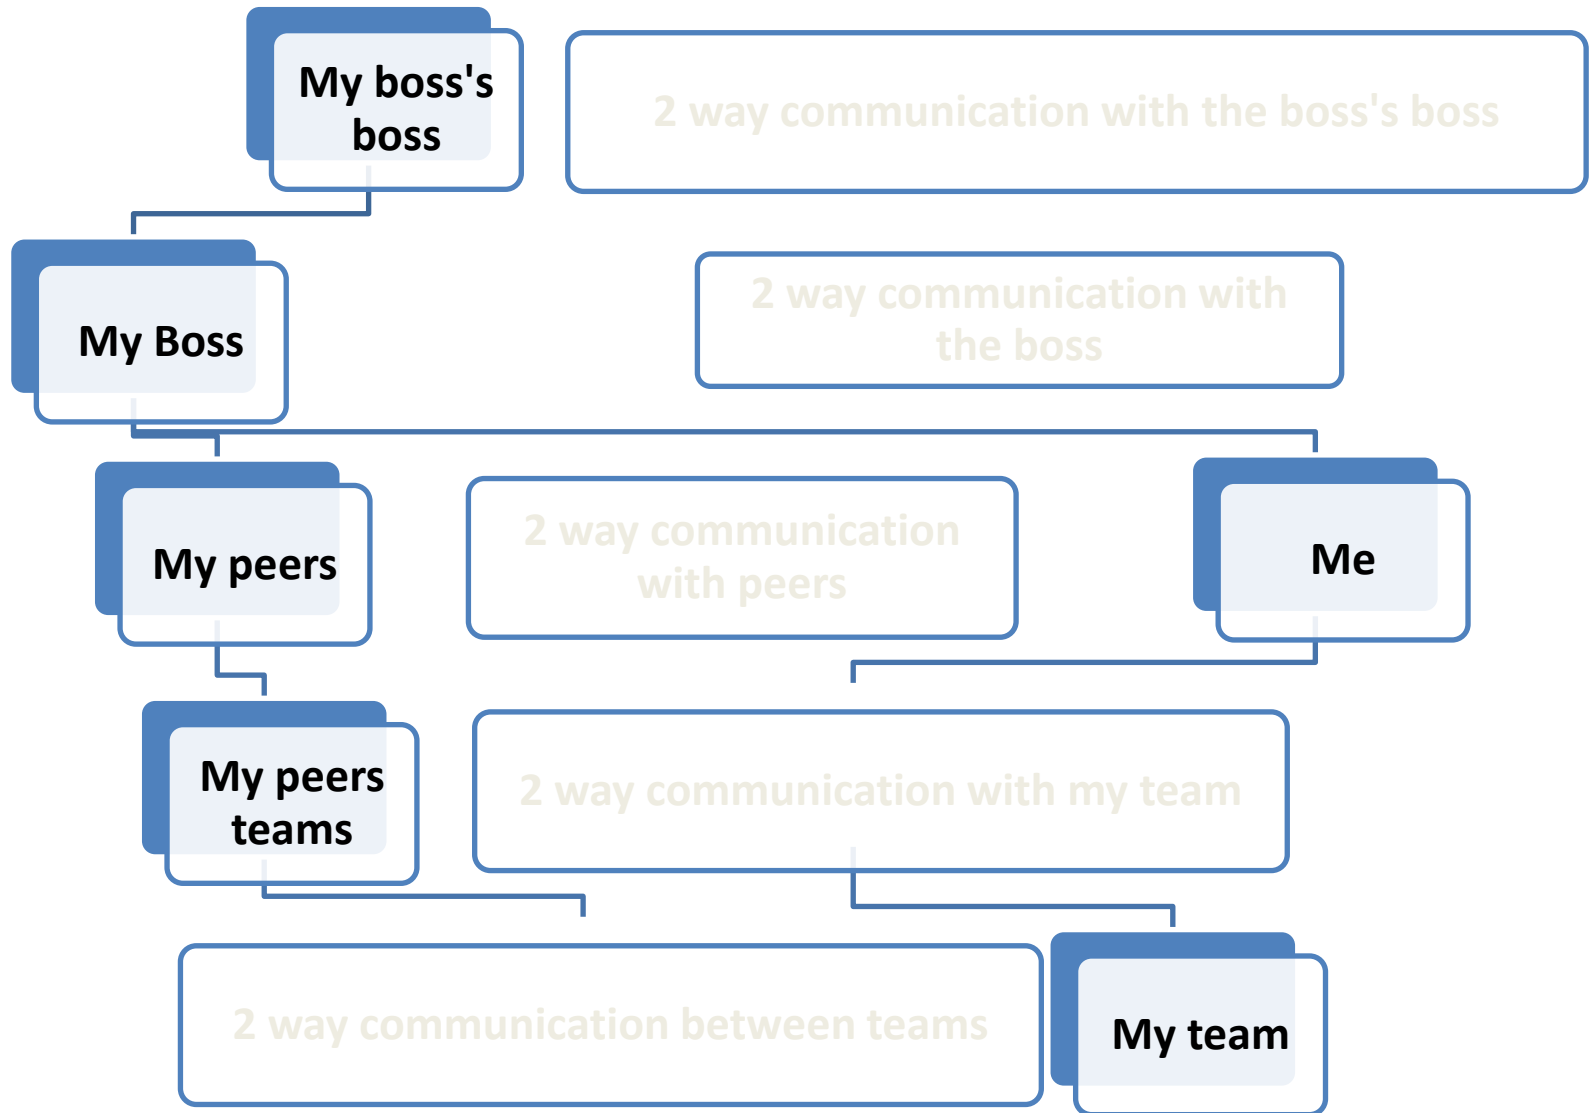 My boss's
boss
2 way communication with the boss's boss
My Boss
2 way communication with
the boss
My peers
2 way communication
with peers
Me
My peers
teams
2 way communication with my team
2 way communication between teams
My team